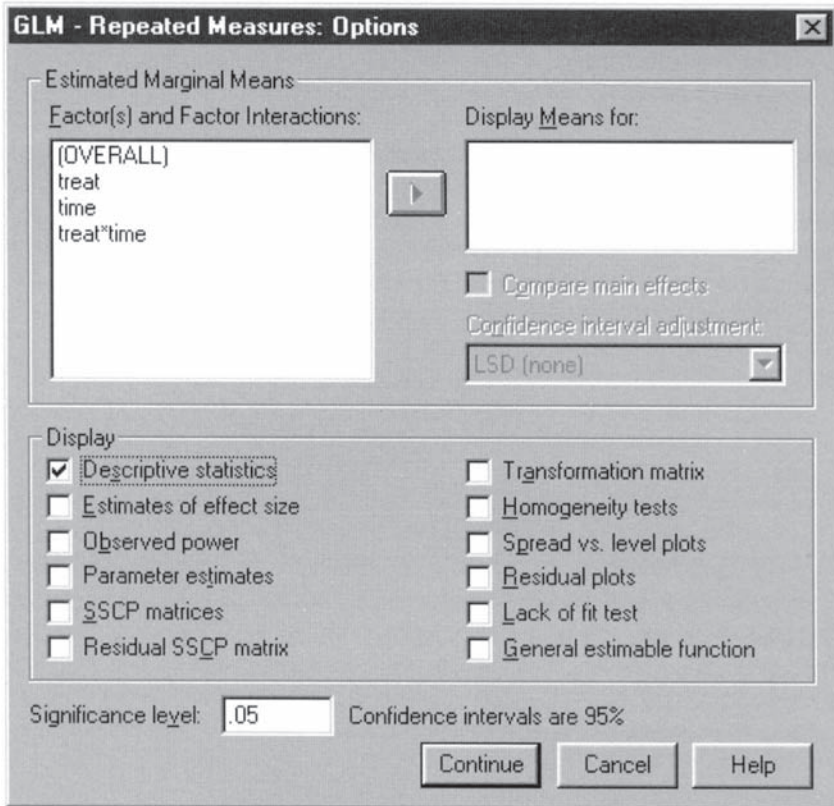 GLM - Repeated Measures: Options
Estimated Marginal Means
Factor(s) and Factor Interactions:
(OVERALL)
treat
time
treat*time
Display Means for:
Compare main effects
Confidence interval adjustment:
LSD (none)
Display
Descriptive statistics
Estimates of effect size
Observed power
Parameter estimates
SSCP matrices
Residual SSCP matrix
Transformation matrix
Homogeneity tests
Spread vs. level plots
Residual plots
Lack of fit test
General estimable function
Significance level: .05 Confidence intervals are 95%
Continue Cancel Help